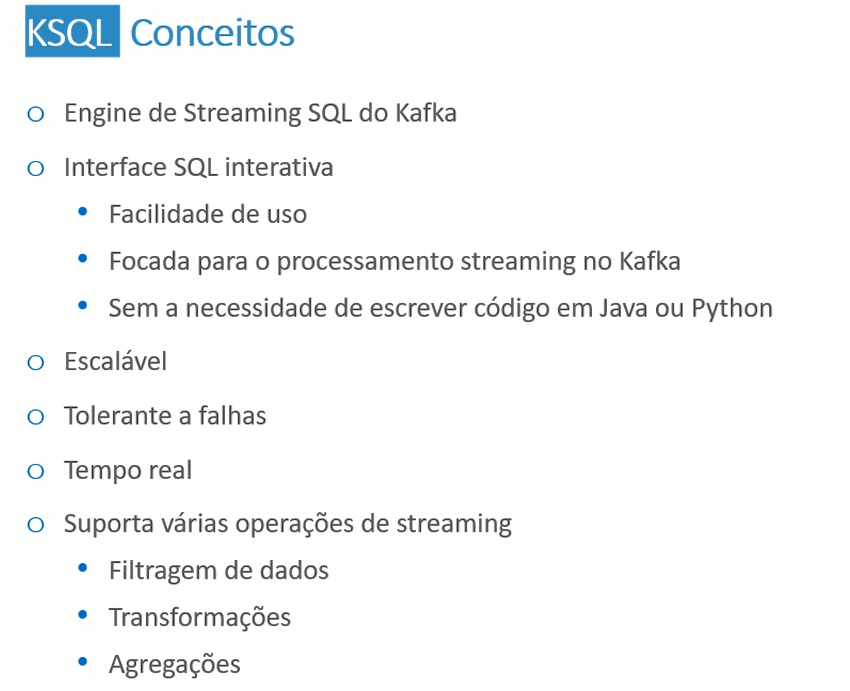 KSQL Conceitos
Engine de Streaming SQL do Kafka
Interface SQL interativa
Facilidade de uso
Focada para o processamento streaming no Kafka
Sem a necessidade de escrever código em Java ou Python
Escalável
Tolerante a falhas
Tempo real
Suporta várias operações de streaming
Filtragem de dados
Transformações
Agregações